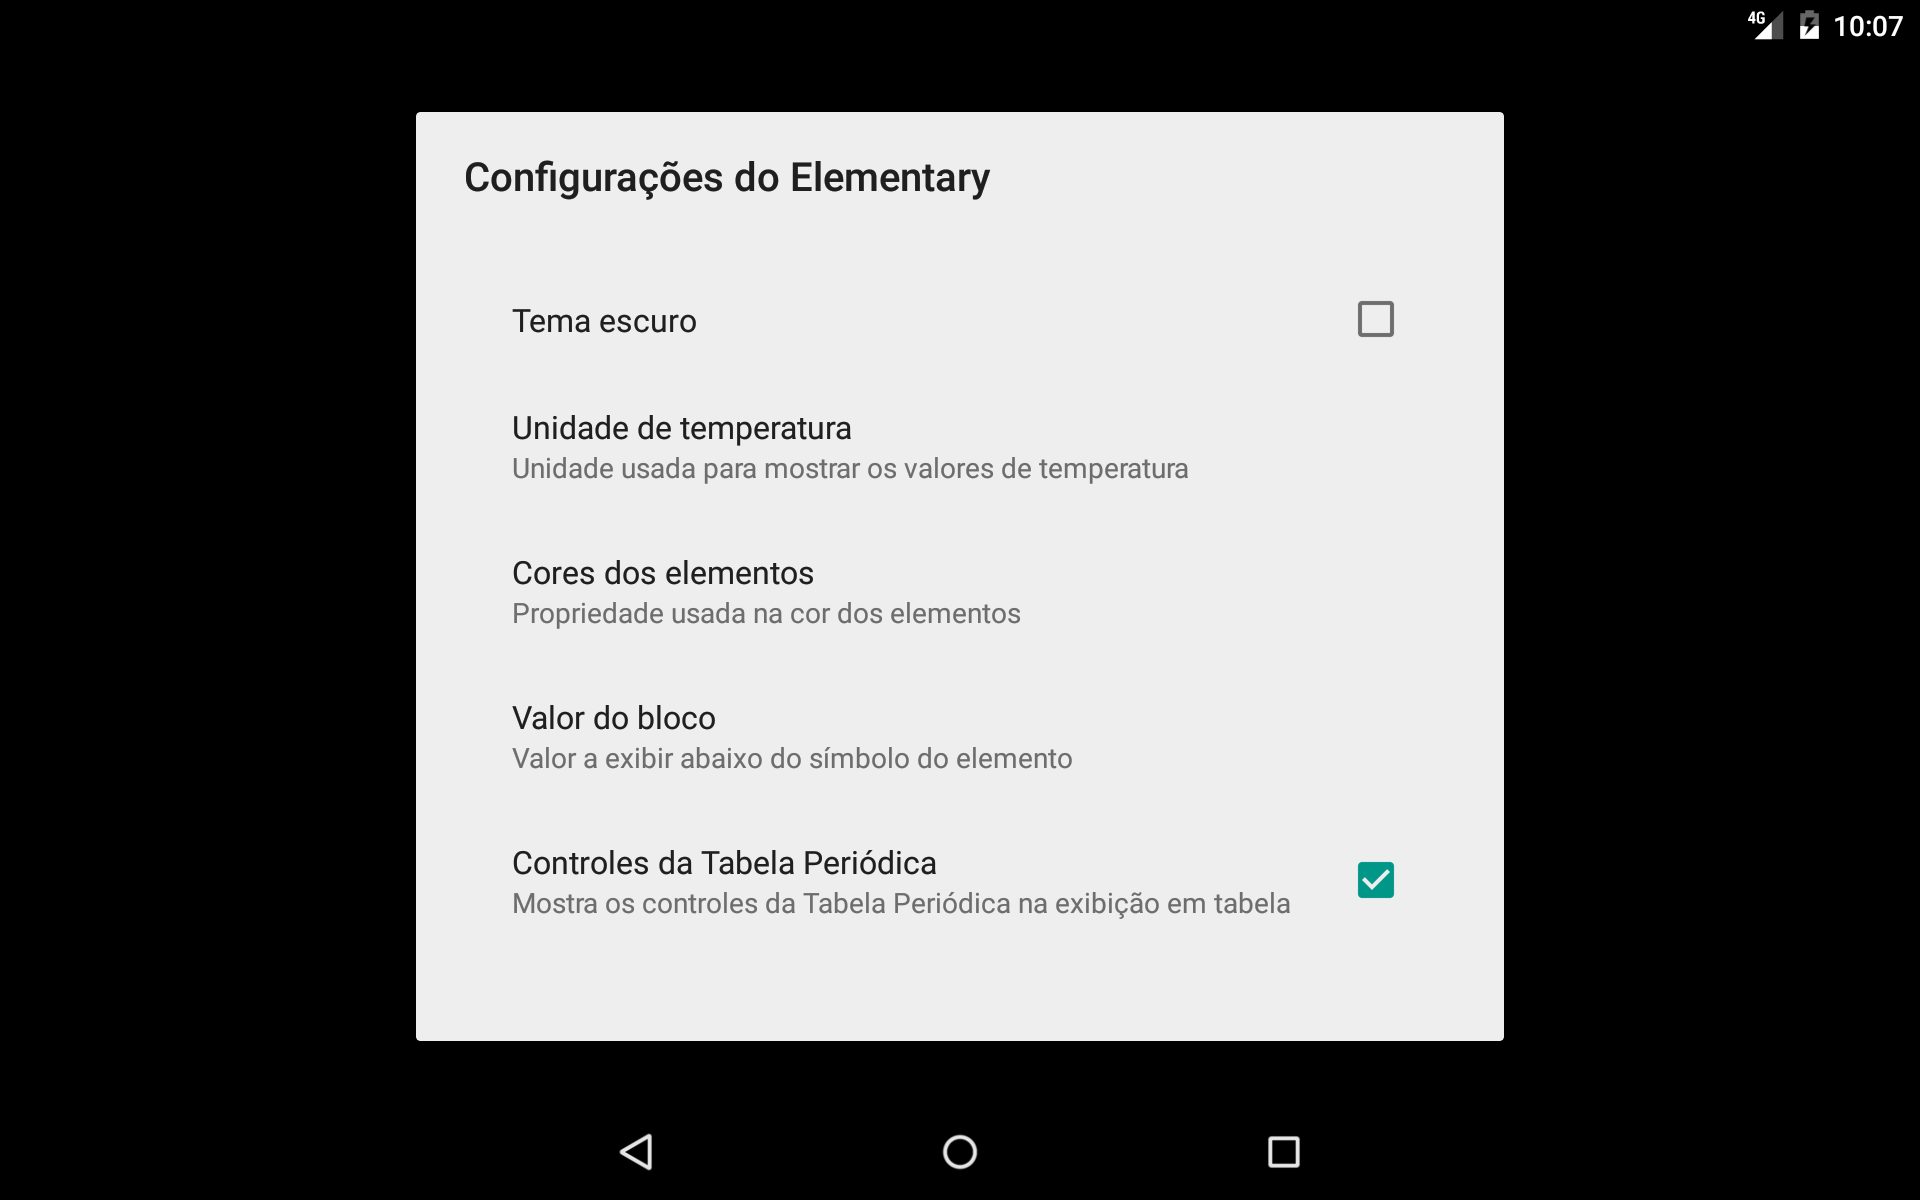 4G 10:07
Configurações do Elementary
Tema escuro
Unidade de temperatura
Unidade usada para mostrar os valores de temperatura
Cores dos elementos
Propriedade usada na cor dos elementos
Valor do bloco
Valor a exibir abaixo do símbolo do elemento
Controles da Tabela Periódica
Mostra os controles da Tabela Periódica na exibição em tabela